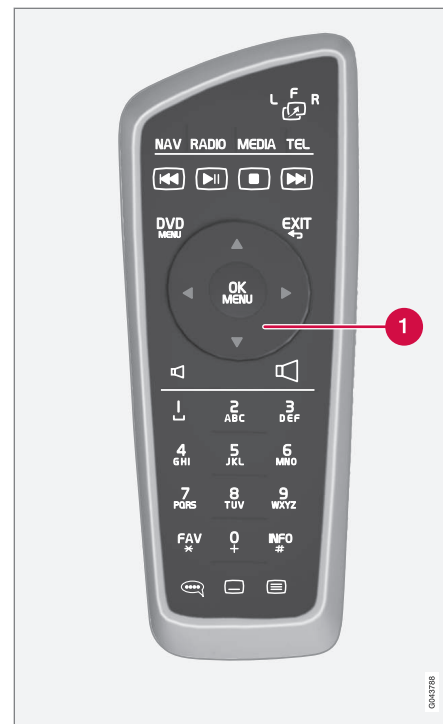 L F R
NAV RADIO MEDIA TEL
DVD EXIT
MENU
OK
MENU
1
1 2 3
ABC DEF
4 5 6
GHI JKL MNO
7 8 9
PQRS TUV WXYZ
FAV 0 INFO
* + #
G043788